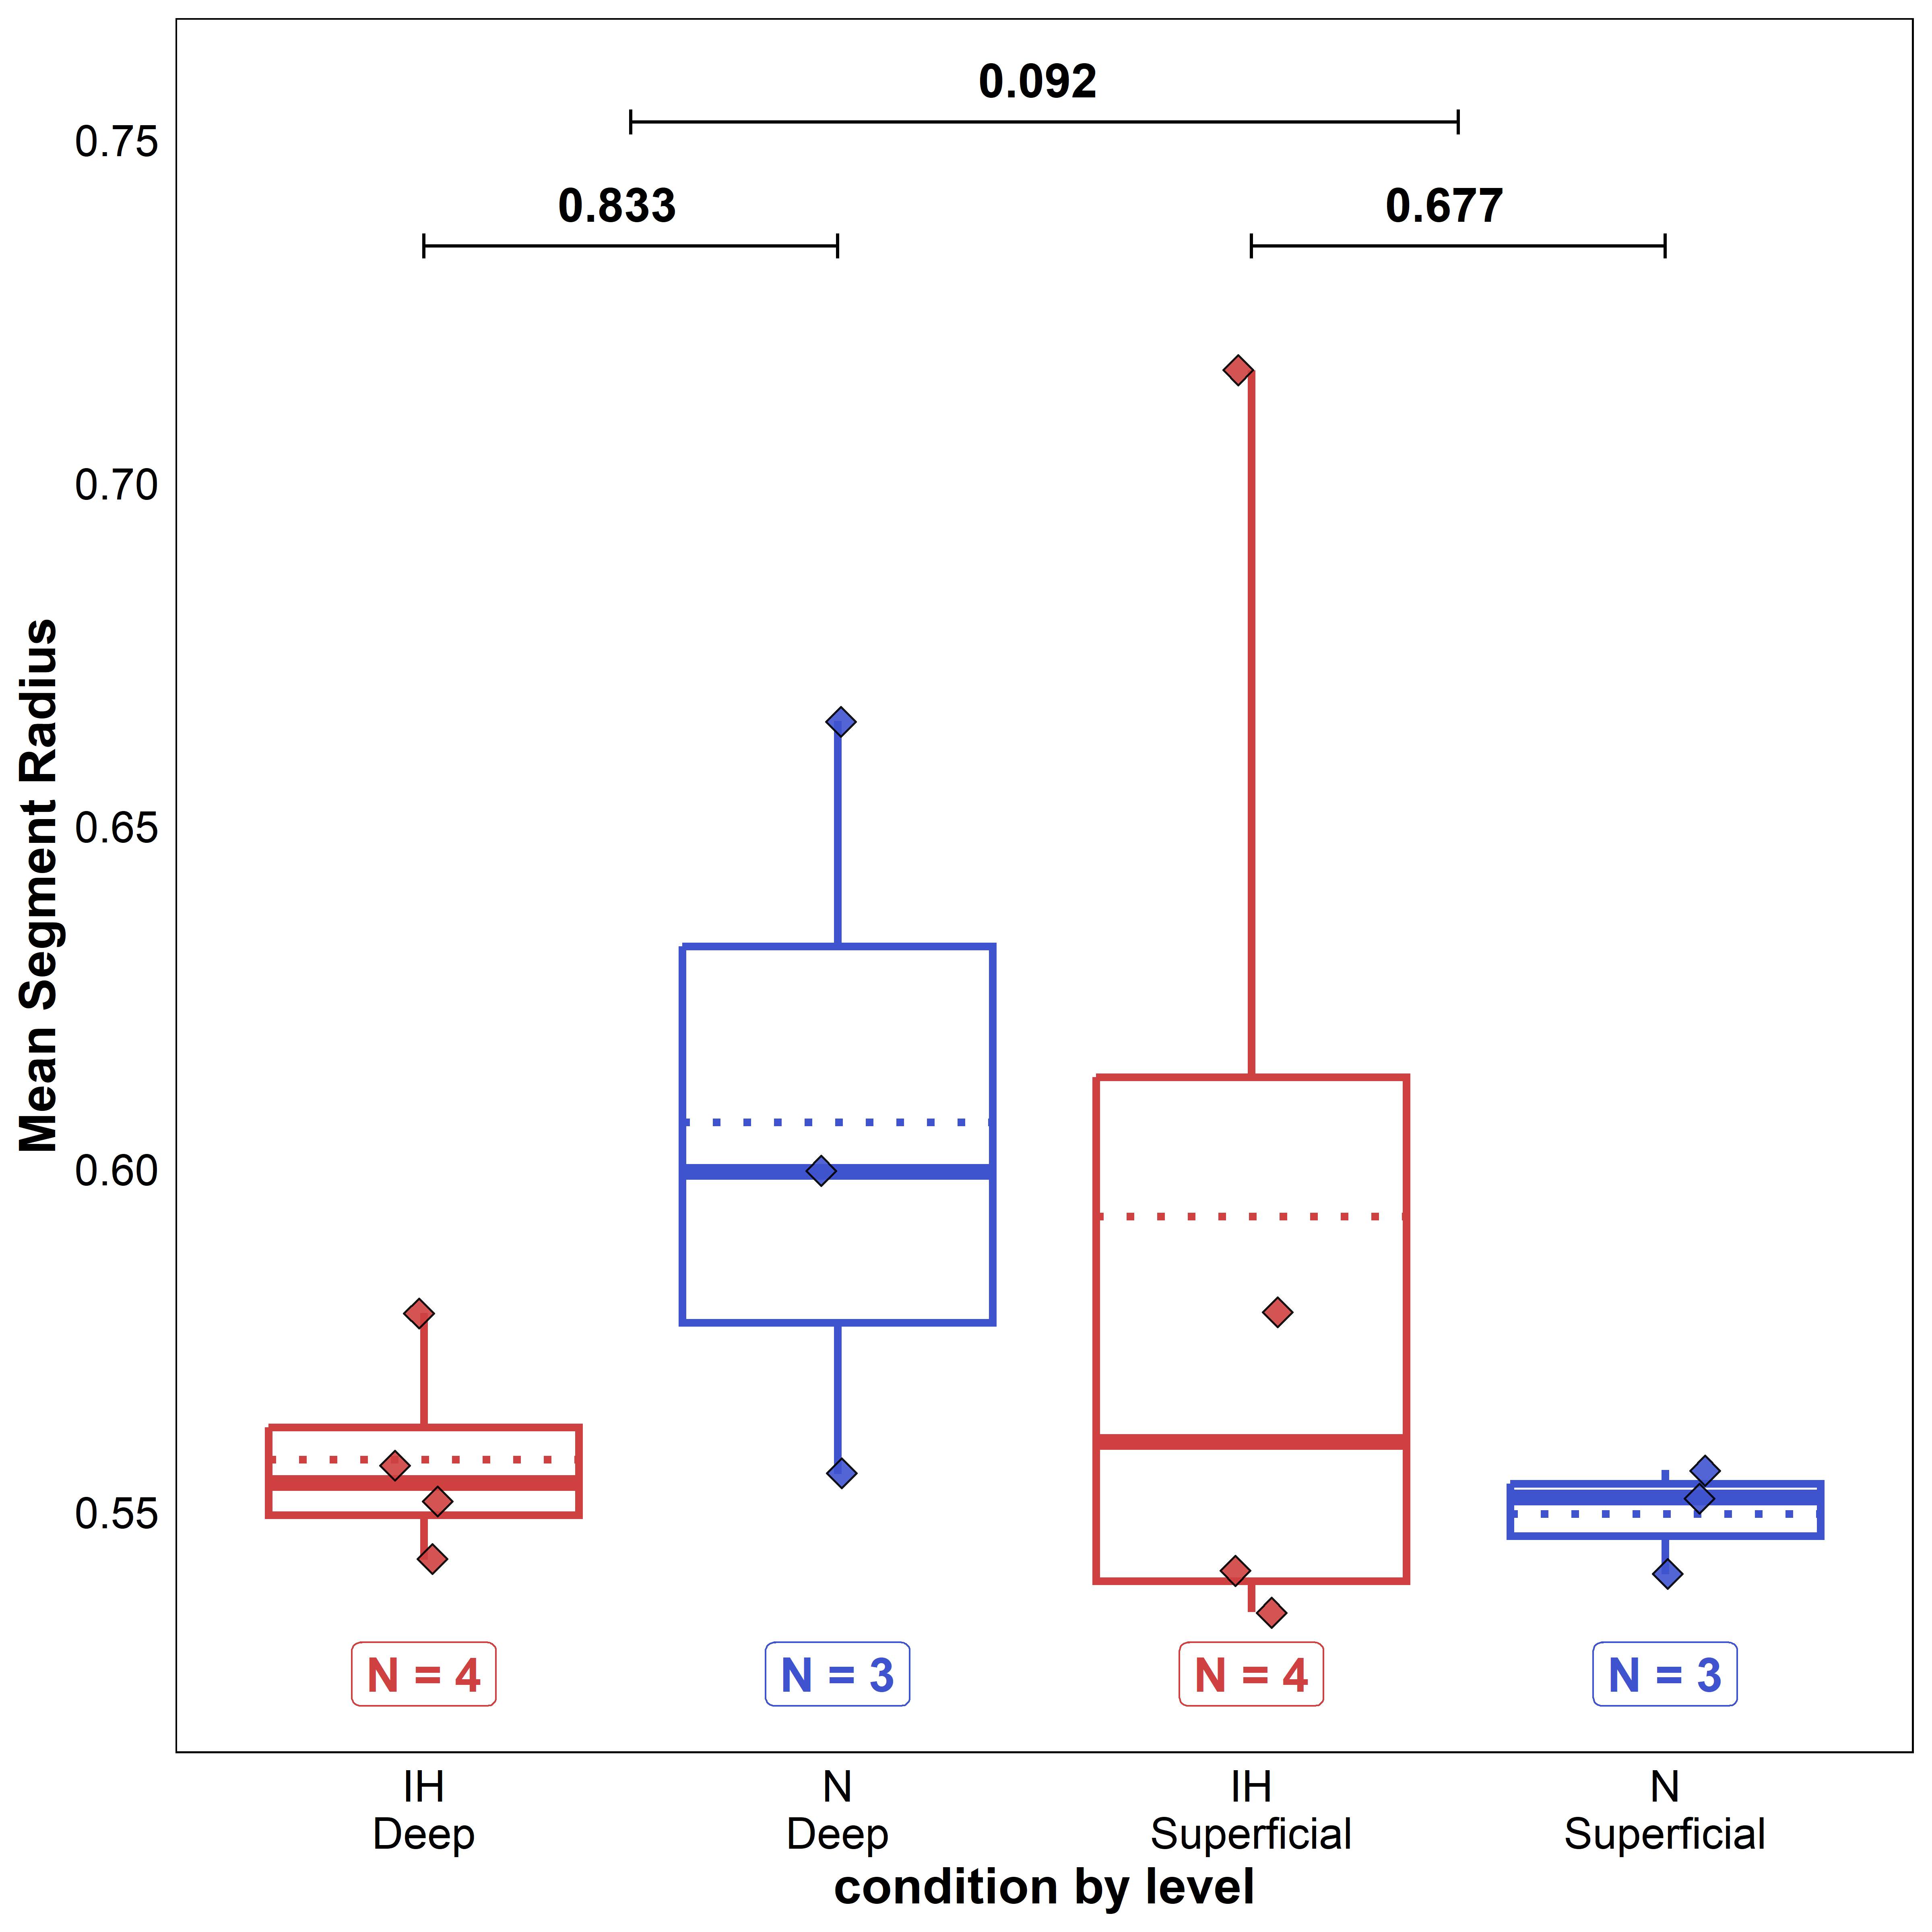 0.092
0.75
0.833
0.677
0.70
0.65
0.60
0.55
Mean Segment Radius
N = 4
N = 3
N = 4
N = 3
IH
Deep
N
Deep
IH
Superficial
N
Superficial
condition by level